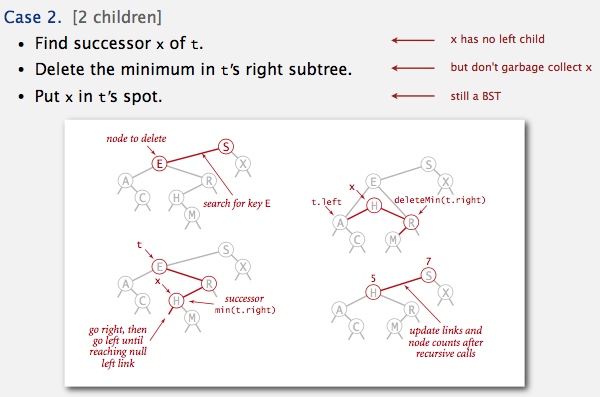 Case 2. [2 children]
• Find successor x of t.
x has no left child
• Delete the minimum in t's right subtree.
but don't garbage collect x
• Put x in t's spot.
still a BST
node to delete
S
E
X
A
R
C
H
M
search for key E
S
E
X
x
t.left
H
deleteMin(t.right)
A
R
C
M
t
S
E
X
x
A
R
C
H
M
successor
min(t.right)
go right, then
go left until
reaching null
left link
7
5
S
H
X
A
R
C
M
update links and
node counts after
recursive calls